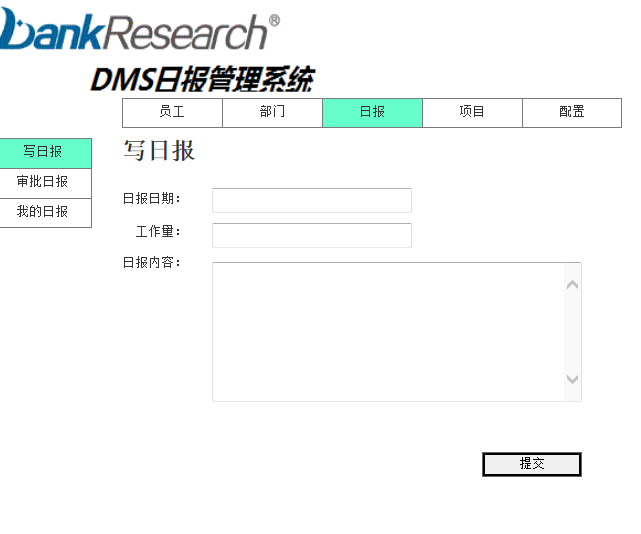 bankResearch®
DMS日报管理系统
员工 部门 日报 项目 配置
写日报
审批日报
我的日报
写日报
日报日期：
工作量：
日报内容：
提交